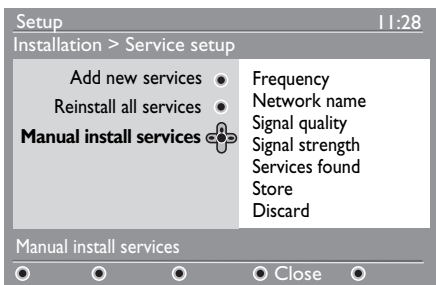 Setup 11:28
Installation > Service setup
Add new services
Reinstall all services
Manual install services
Frequency
Network name
Signal quality
Signal strength
Services found
Store
Discard
Manual install services
Close